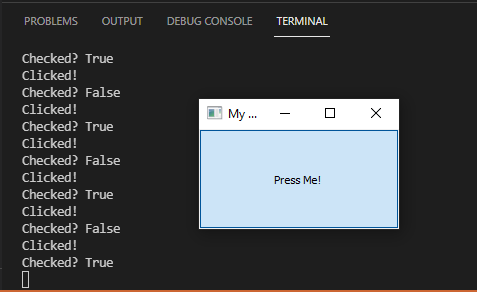 PROBLEMS OUTPUT DEBUG CONSOLE TERMINAL
Checked? True
Clicked!
Checked? False
Clicked!
Checked? True
Clicked!
Checked? False
Clicked!
Checked? True
Clicked!
Checked? False
Clicked!
Checked? True
My ...
Press Me!